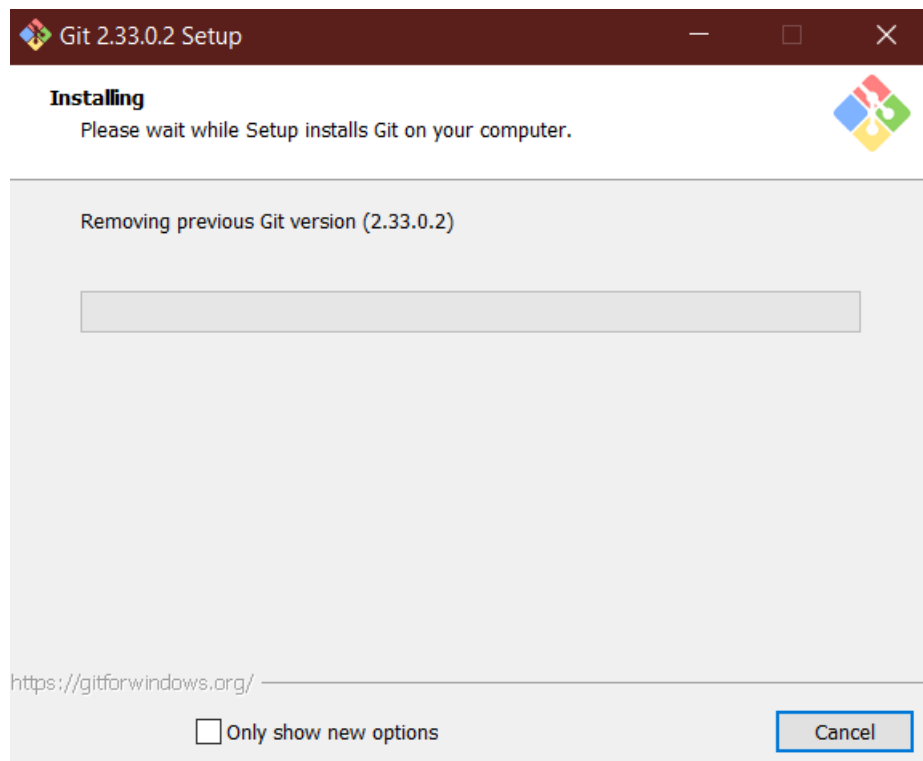 Git 2.33.0.2 Setup
Installing
Please wait while Setup installs Git on your computer.
Removing previous Git version (2.33.0.2)
https://gitforwindows.org/
Only show new options
Cancel